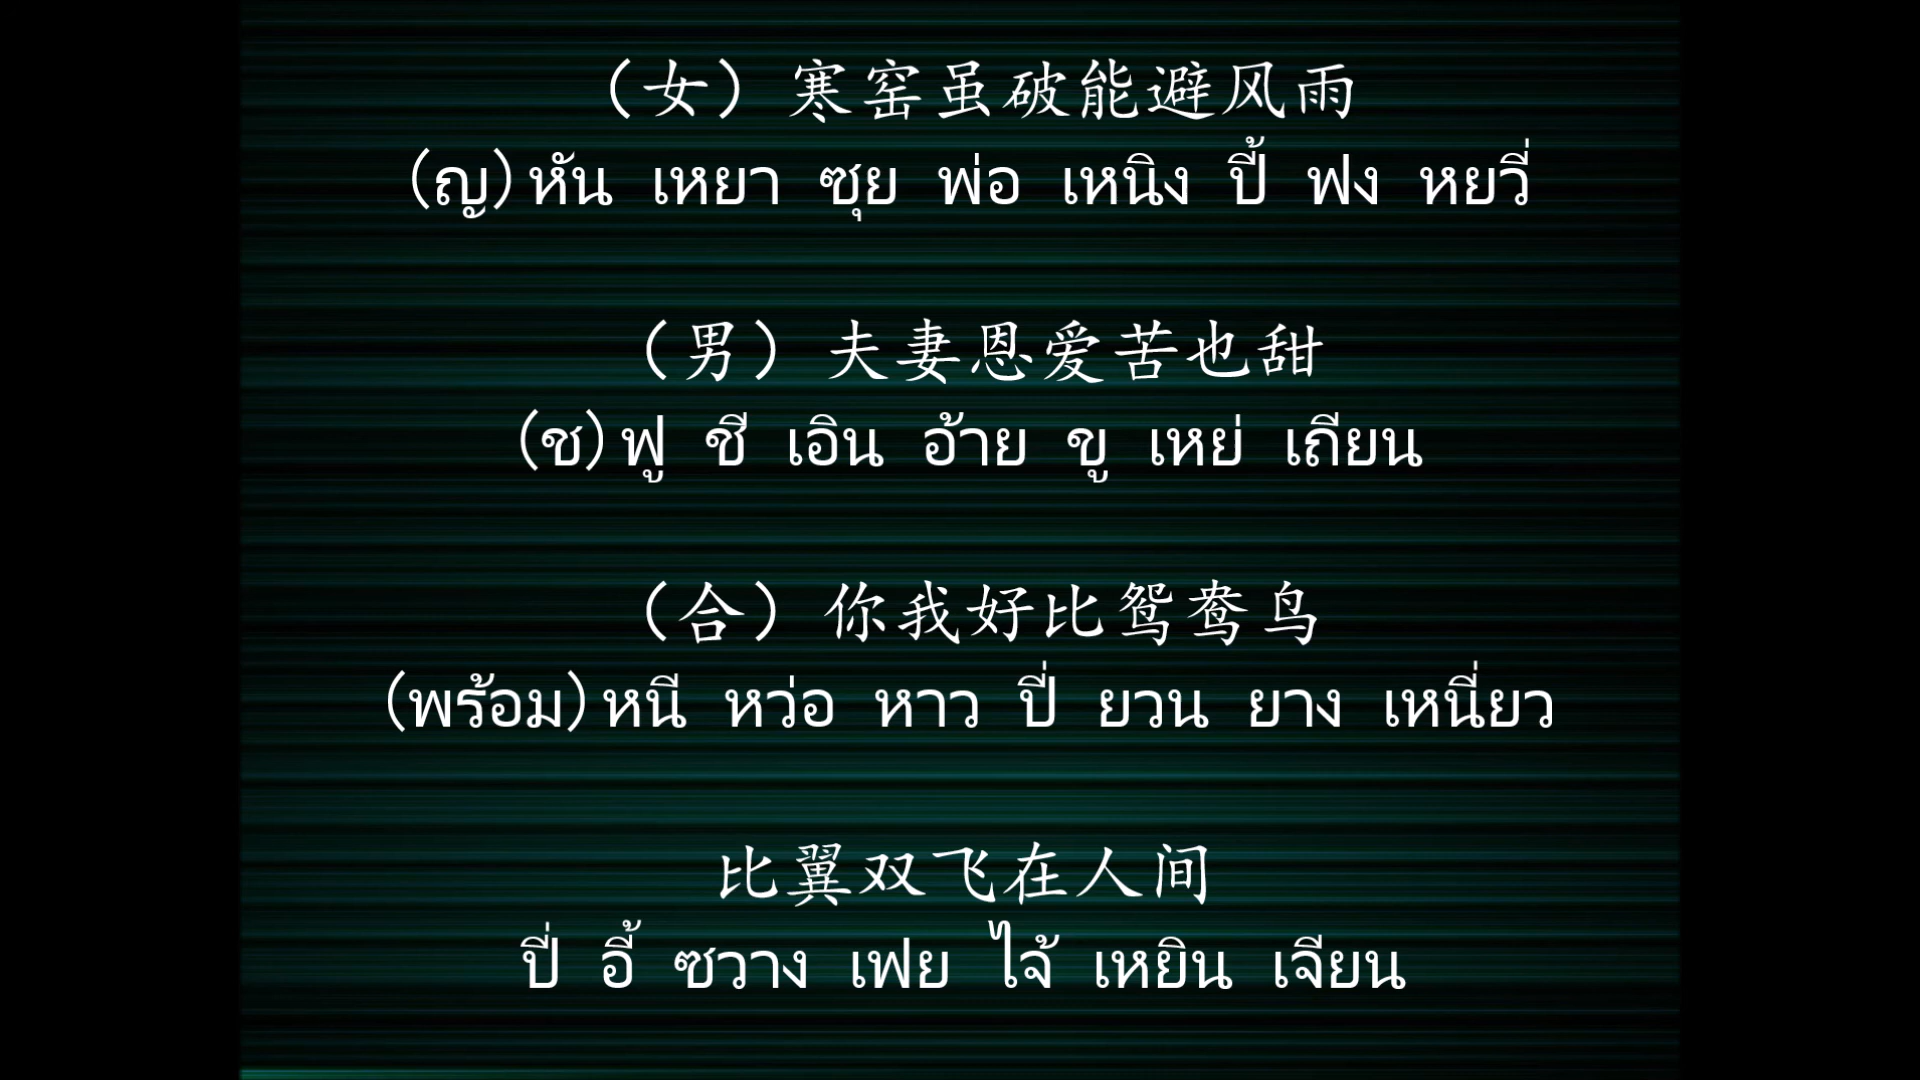 （女）寒窑虽破能避风雨
(ญ) หัน เหยา ซุย พ่อ เหนิง ปี้ ฟง หยวี่
（男）夫妻恩爱苦也甜
(ช) ฟู ชี เอิน อ้าย ขู เหย่ เถียน
（合）你我好比鸳鸯鸟
(พร้อม) หนี หว่อ หาว ปี่ ยวน ยาง เหนี่ยว
比翼双飞在人间
ปี่ อี้ ซวาง เฟย ไจ้ เหยิน เจียน